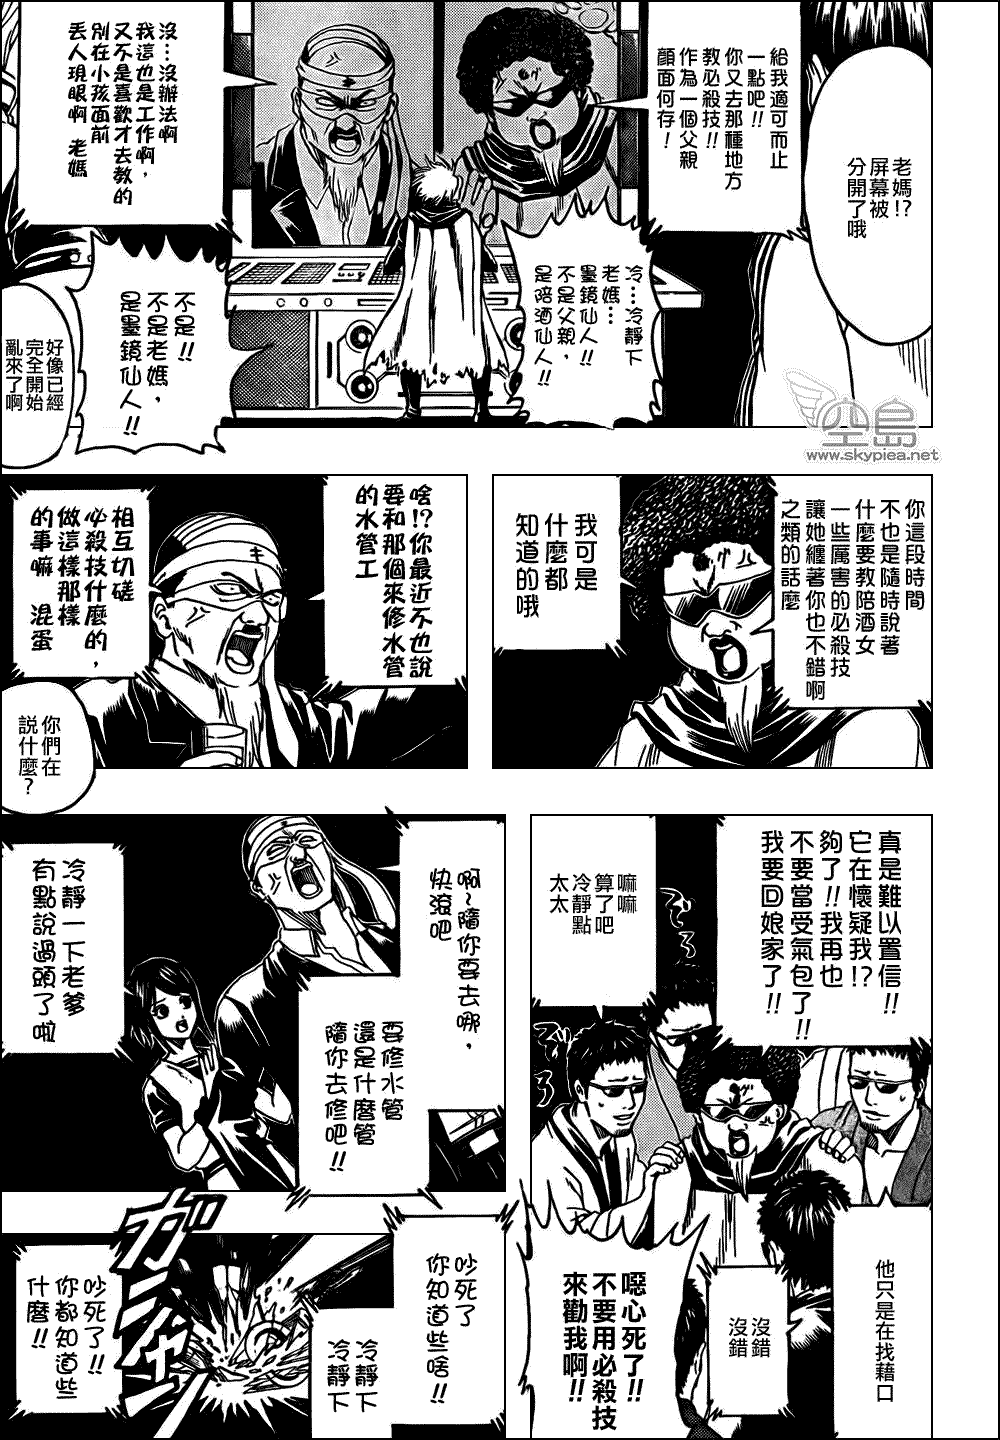 老媽!?
屏幕被
分開了哦
給我適可而止
一點吧!!
你又去那種地方
教必殺技!!
作為一個父親
顏面何存!
沒…沒辦法啊
我這也是工作啊,
又不是喜歡才去教的
別在小孩面前
丟人現眼啊 老媽
冷…冷靜下
老媽…
墨鏡仙人!!
不是父親,
是陪酒仙人!!
不是!!
不是老媽,
是墨鏡仙人!!
好像已經
完全開始
亂來了啊
空島
www.skypiea.net
你這段時間
不也是隨時說著
什麼要教陪酒女
一些厲害的必殺技
讓她纏著你也不錯啊
之類的話麼
我可是
什麼都
知道的哦
啥!?你最近不也說
要和那個來修水管
的水管工
相互切磋
必殺技什麼的,
做這樣那樣
的事嘛 混蛋
你們在
說什麼?
真是難以置信!!
它在懷疑我!?
夠了!!我再也
不要當受氣包了!!
我要回娘家了!!
嘛嘛
算了吧
冷靜點
太太
啊~隨你要去哪,
快滾吧
要修水管
還是什麼管
隨你去修吧!!
冷靜一下老爹
有點說過頭了啦
他只是在找藉口
沒錯
沒錯
噁心死了!!
不要用必殺技
來勸我啊!!
吵死了
你知道些啥!!
冷靜下
冷靜下
ガシャン
吵死了!!
你都知道些
什麼!!